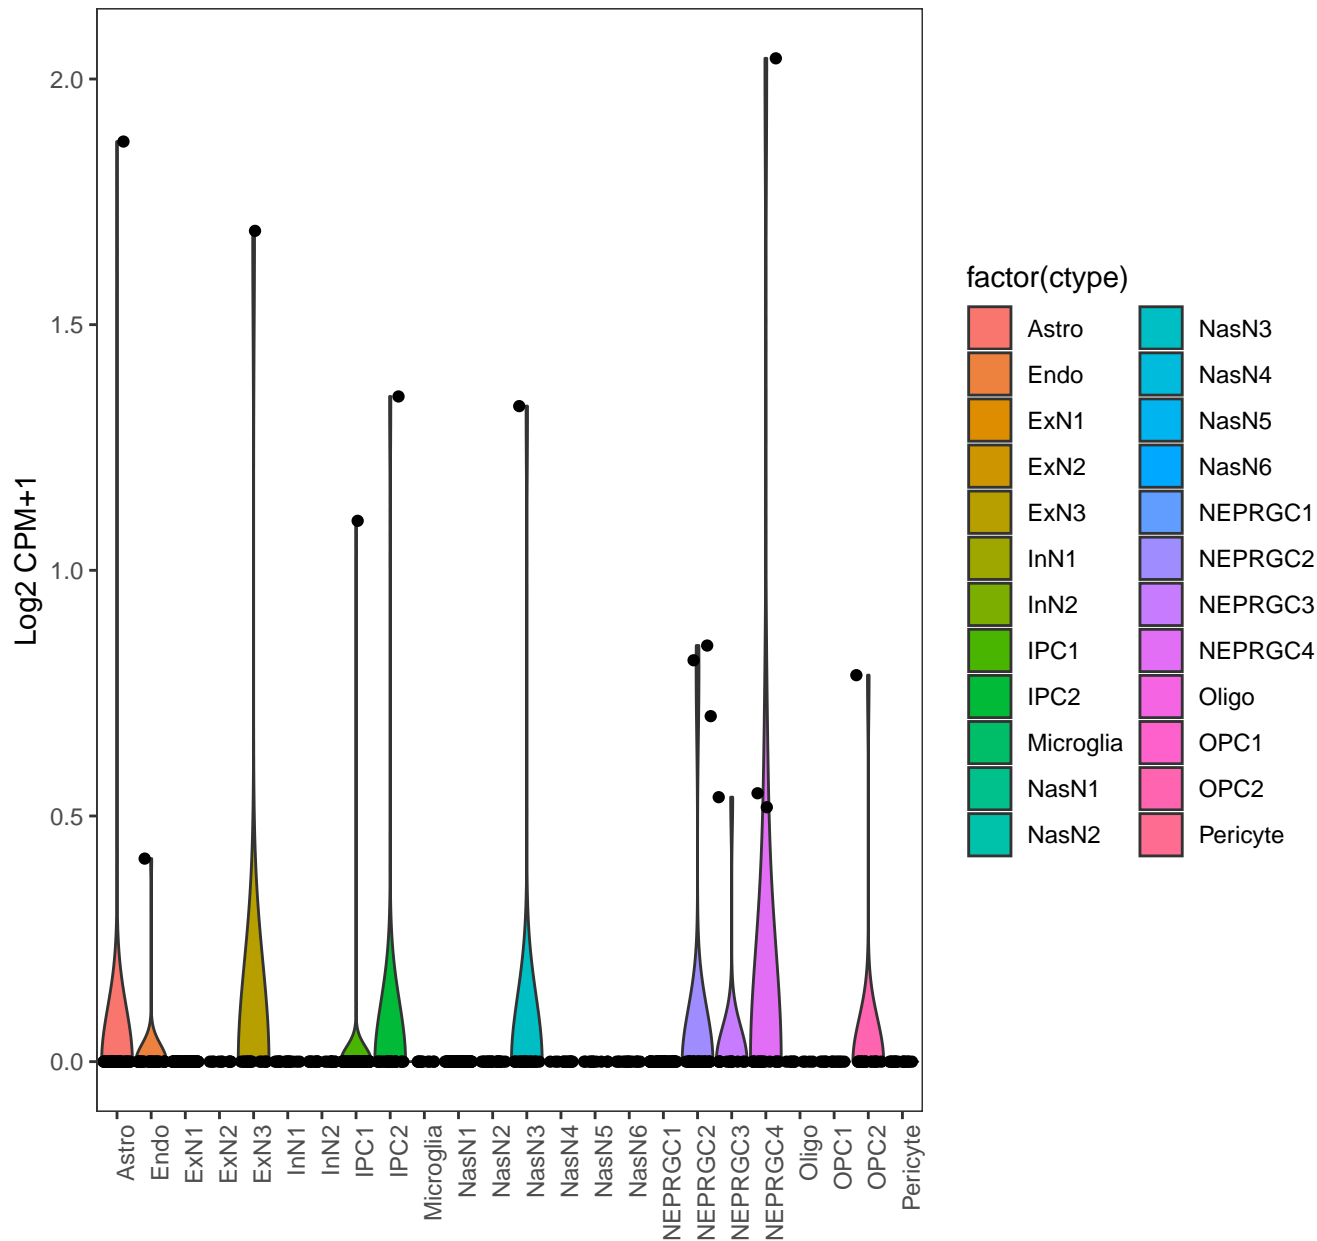 2.0
1.5
1.0
0.5
0.0
Log2 CPM+1
Astro
Endo
ExN1
ExN2
ExN3
InN1
InN2
IPC1
IPC2
Microglia
NasN1
NasN2
NasN3
NasN4
NasN5
NasN6
NEPRGC1
NEPRGC2
NEPRGC3
NEPRGC4
Oligo
OPC1
OPC2
Pericyte
factor(ctype)
Astro
Endo
ExN1
ExN2
ExN3
InN1
InN2
IPC1
IPC2
Microglia
NasN1
NasN2
NasN3
NasN4
NasN5
NasN6
NEPRGC1
NEPRGC2
NEPRGC3
NEPRGC4
Oligo
OPC1
OPC2
Pericyte